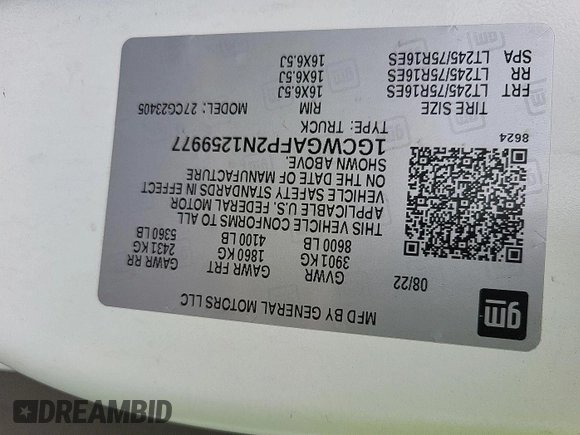 MFD BY GENERAL MOTORS LLC
gm
08/22
GVWR GAWR FRT GAWR RR
3901 KG 1860 KG 2431 KG
8600 LB 4100 LB 5360 LB
THIS VEHICLE CONFORMS TO ALL
APPLICABLE U.S. FEDERAL MOTOR
VEHICLE SAFETY STANDARDS IN EFFECT
ON THE DATE OF MANUFACTURE
SHOWN ABOVE.
1GCWGAFP2N1259977
TYPE: TRUCK
8624
MODEL: 27CG23405
TIRE SIZE RIM
FRT LT245/75R16ES 16X6.5J
RR LT245/75R16ES 16X6.5J
SPA LT245/75R16ES 16X6.5J
DREAMBID